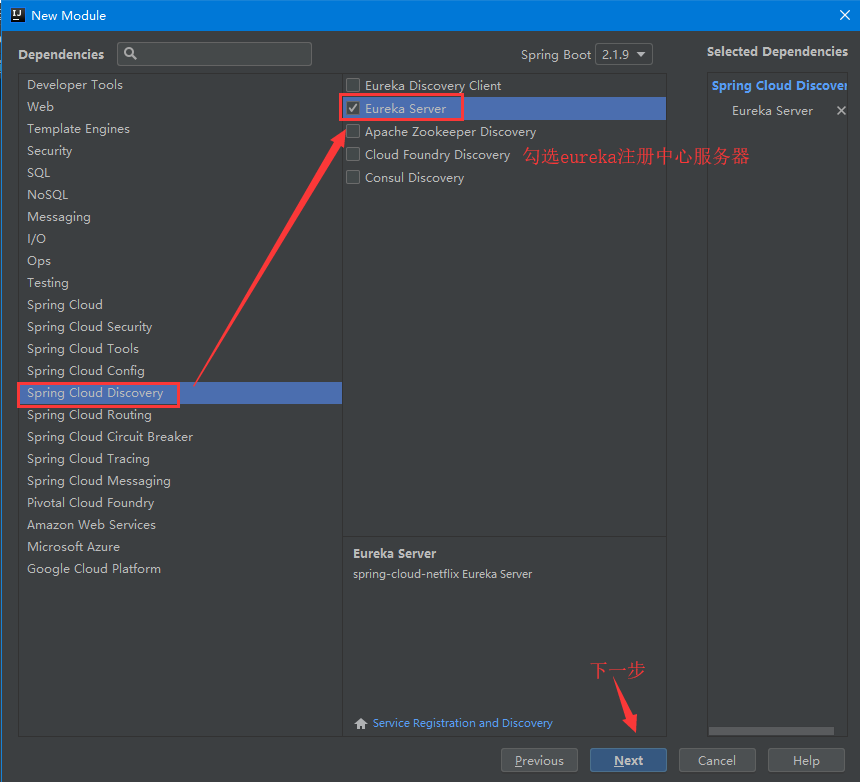 New Module
Dependencies
Spring Boot 2.1.9
Selected Dependencies
Developer Tools
Web
Template Engines
Security
SQL
NoSQL
Messaging
I/O
Ops
Testing
Spring Cloud
Spring Cloud Security
Spring Cloud Tools
Spring Cloud Config
Spring Cloud Discovery
Spring Cloud Routing
Spring Cloud Circuit Breaker
Spring Cloud Tracing
Spring Cloud Messaging
Pivotal Cloud Foundry
Amazon Web Services
Microsoft Azure
Google Cloud Platform
Eureka Discovery Client
Eureka Server
Apache Zookeeper Discovery
Cloud Foundry Discovery
勾选eureka注册中心服务器
Consul Discovery
Spring Cloud Discover
Eureka Server
Eureka Server
spring-cloud-netflix Eureka Server
下一步
Service Registration and Discovery
Previous
Next
Cancel
Help